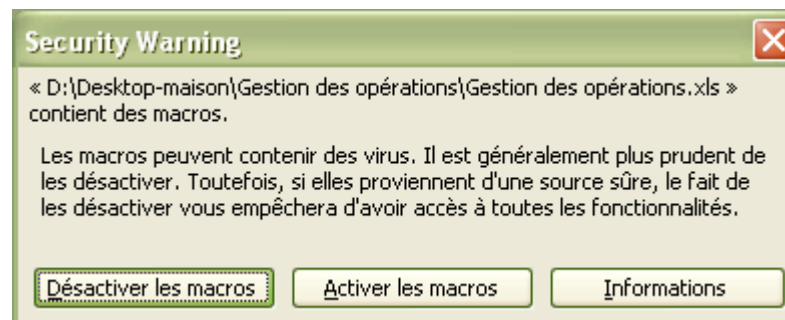 Security Warning
« D:\Desktop-maison\Gestion des opérations\Gestion des opérations.xls »
contient des macros.
Les macros peuvent contenir des virus. Il est généralement plus prudent de
les désactiver. Toutefois, si elles proviennent d'une source sûre, le fait de
les désactiver vous empêchera d'avoir accès à toutes les fonctionnalités.
Désactiver les macros Activer les macros Informations